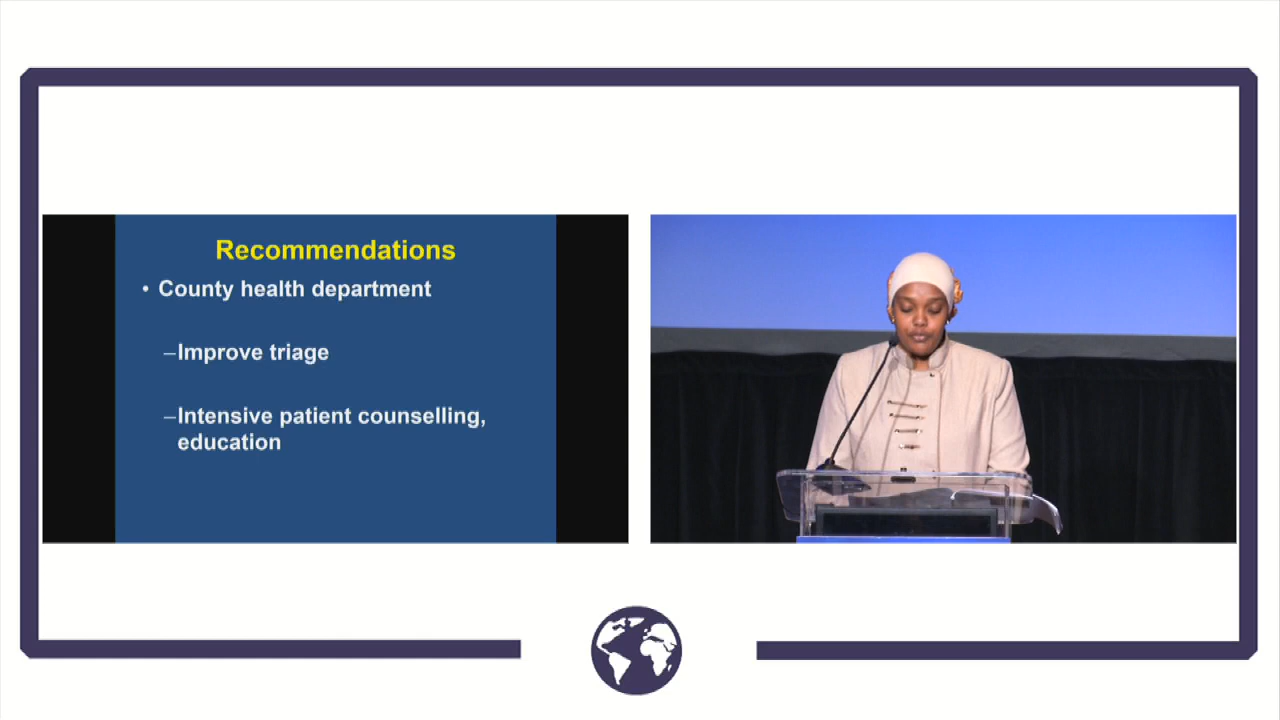 Recommendations
• County health department
–Improve triage
–Intensive patient counselling,
education